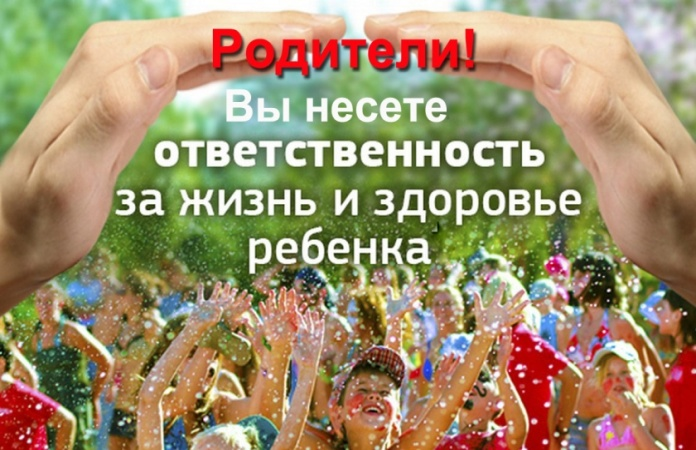 Родители!
Вы несете
ответственность
за жизнь и здоровье
ребенка